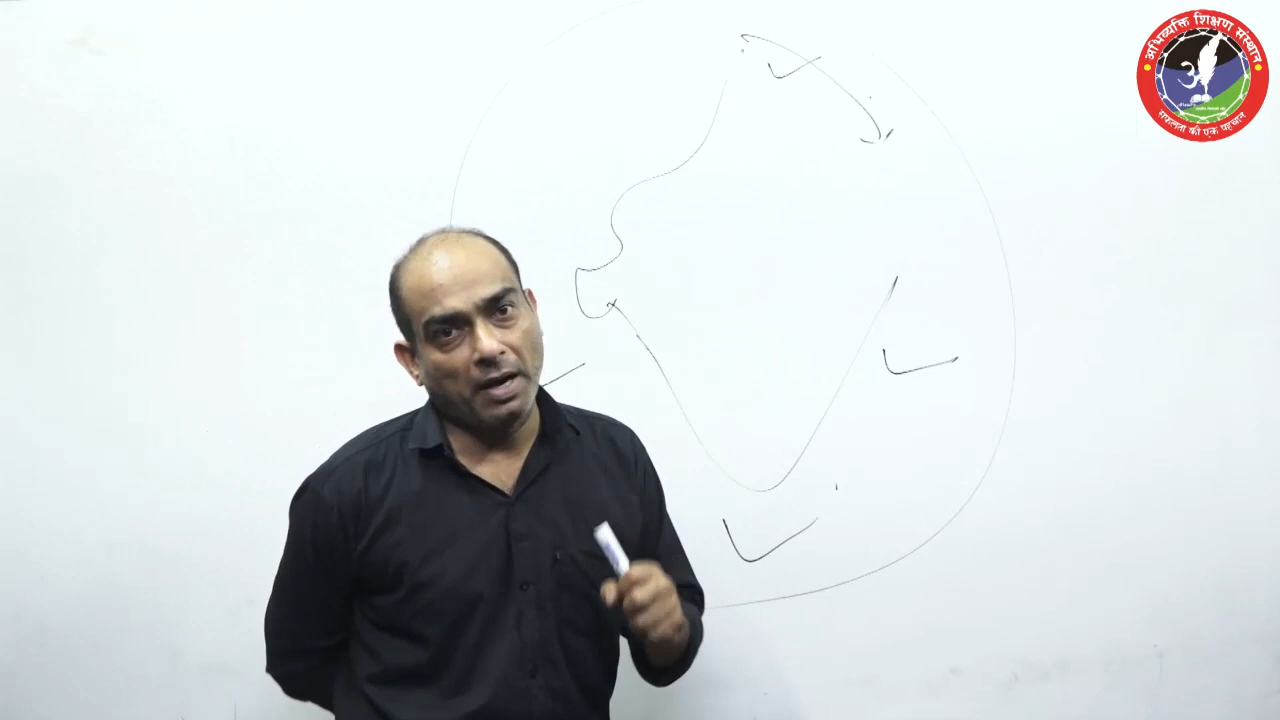 अभिव्यक्ति शिक्षण संस्थान
सफलता की एक पहचान